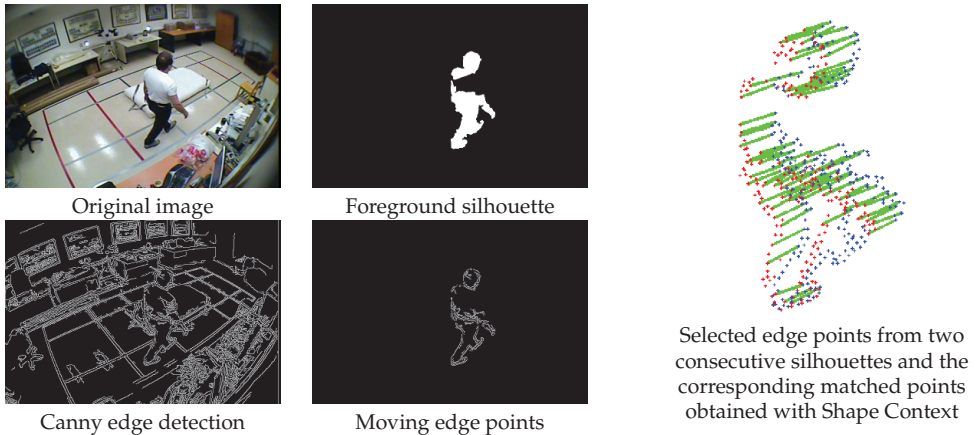 Original image
Foreground silhouette
Canny edge detection
Moving edge points
Selected edge points from two
consecutive silhouettes and the
corresponding matched points
obtained with Shape Context